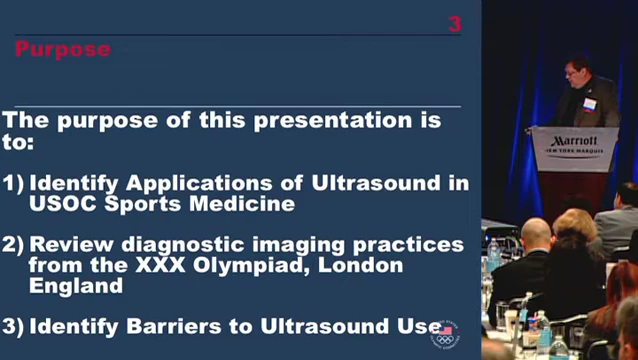 3
Purpose
The purpose of this presentation is
to:
1) Identify Applications of Ultrasound in
USOC Sports Medicine
2) Review diagnostic imaging practices
from the XXX Olympiad, London
England
3) Identify Barriers to Ultrasound Use
Marriott
NEW YORK MARQUIS